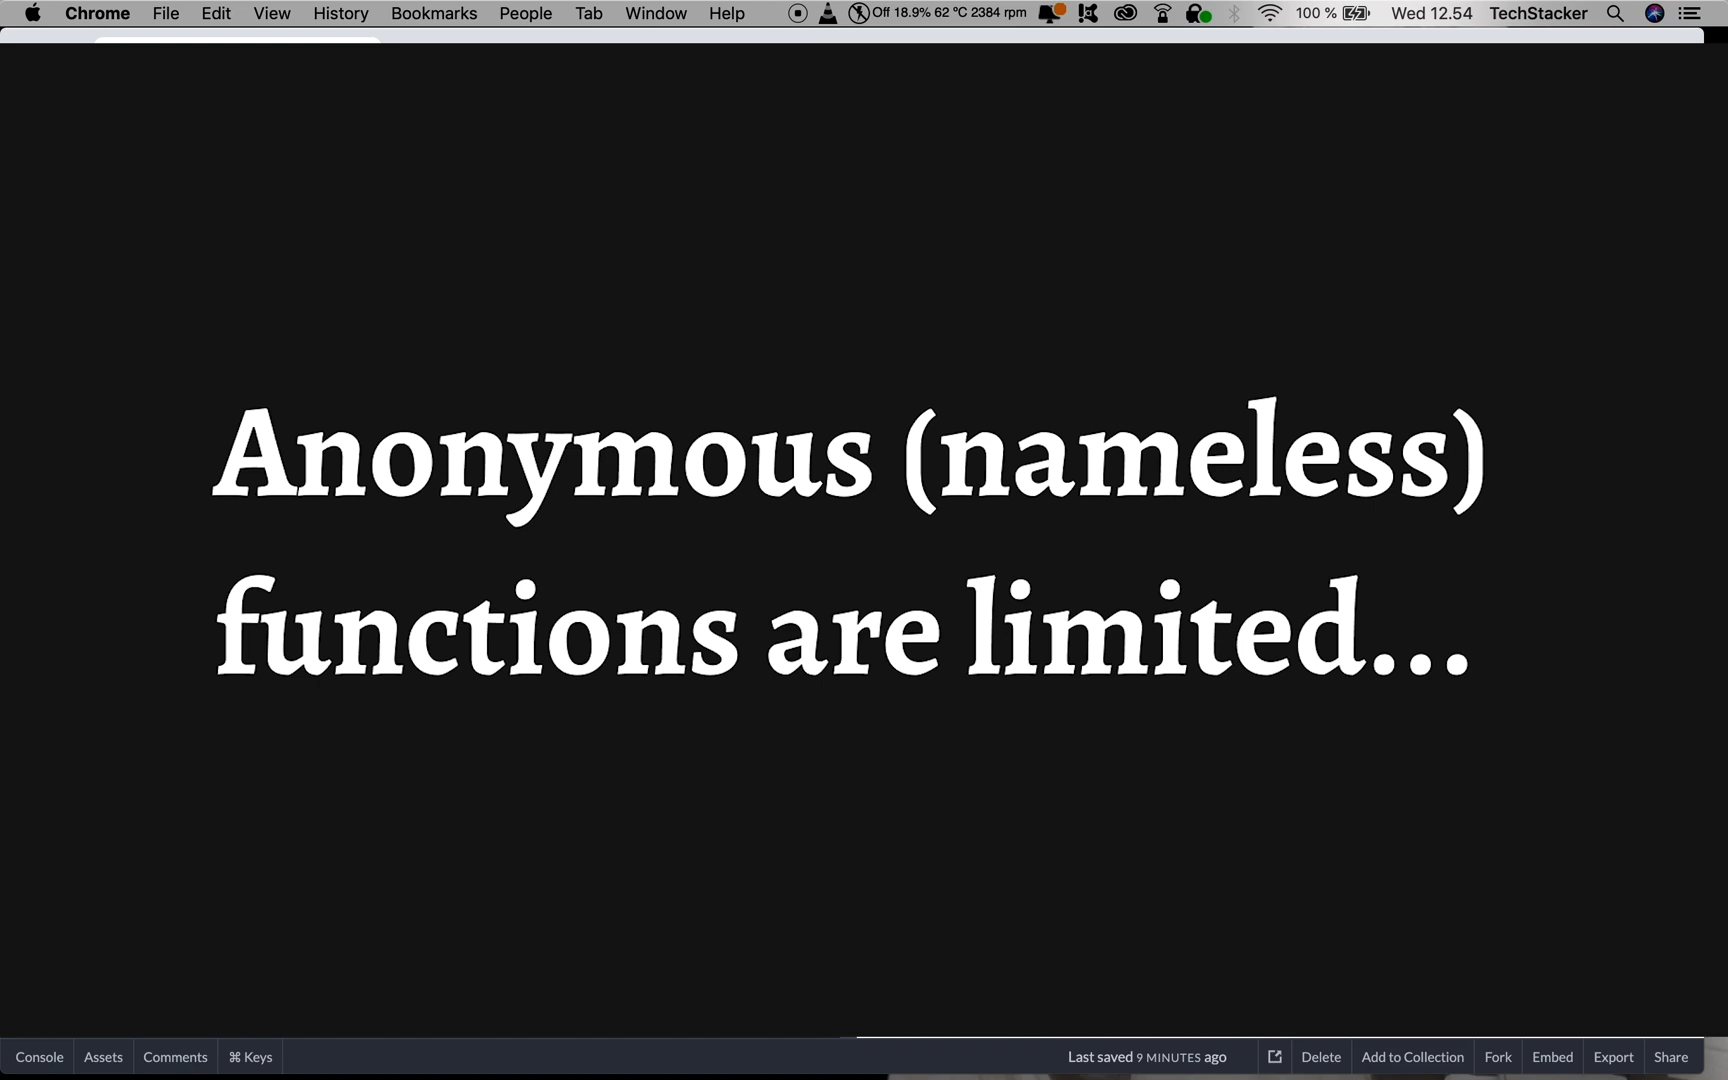 Chrome File Edit View History Bookmarks People Tab Window Help Off 18.9% 62 °C 2384 rpm 100 % Wed 12.54 TechStacker
Anonymous (nameless)
functions are limited...
Console Assets Comments ⌘ Keys Last saved 9 MINUTES ago Delete Add to Collection Fork Embed Export Share